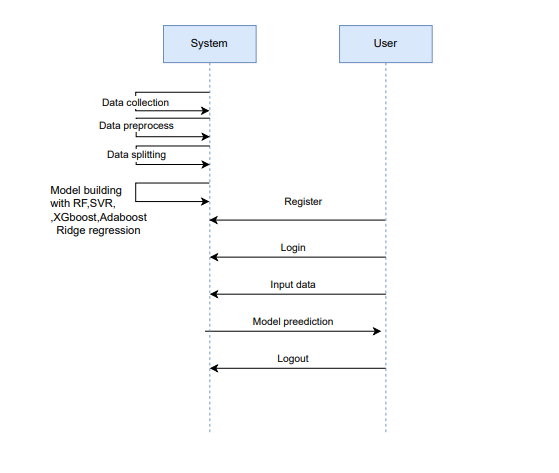 System
User
Data collection
Data preprocess
Data splitting
Model building
with RF,SVR,
,XGboost,Adaboost
Ridge regression
Register
Login
Input data
Model preediction
Logout